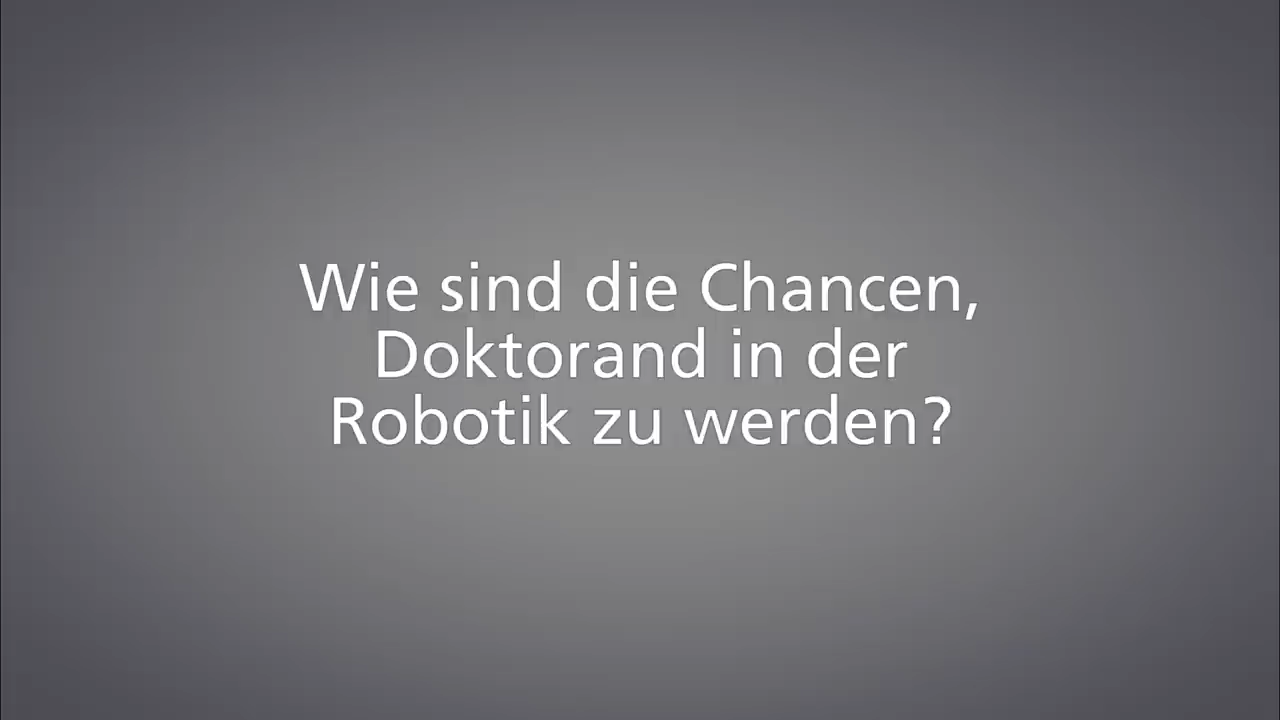 Wie sind die Chancen,
Doktorand in der
Robotik zu werden?